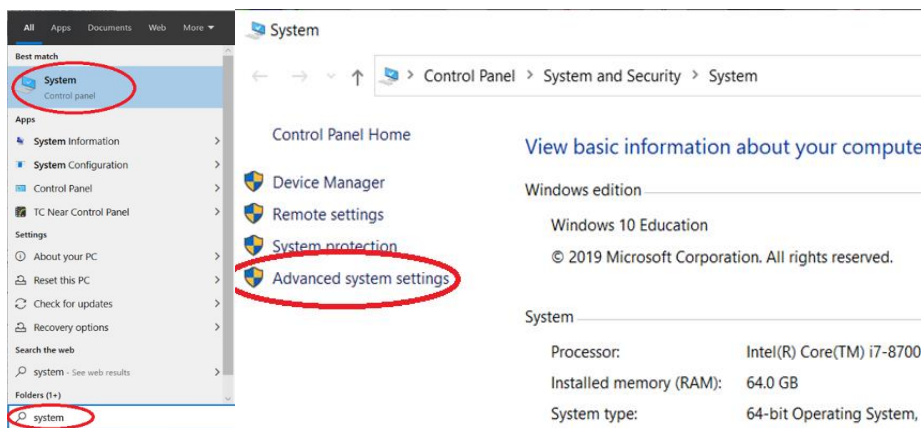 All Apps Documents Web More
Best match
System
Control panel
Apps
System Information
System Configuration
Control Panel
TC Near Control Panel
Settings
About your PC
Reset this PC
Check for updates
Recovery options
Search the web
system - See web results
Folders (1+)
system
System
Control Panel > System and Security > System
Control Panel Home
Device Manager
Remote settings
System protection
Advanced system settings
View basic information about your compute
Windows edition
Windows 10 Education
© 2019 Microsoft Corporation. All rights reserved.
System
Processor: Intel(R) Core(TM) i7-8700
Installed memory (RAM): 64.0 GB
System type: 64-bit Operating System,